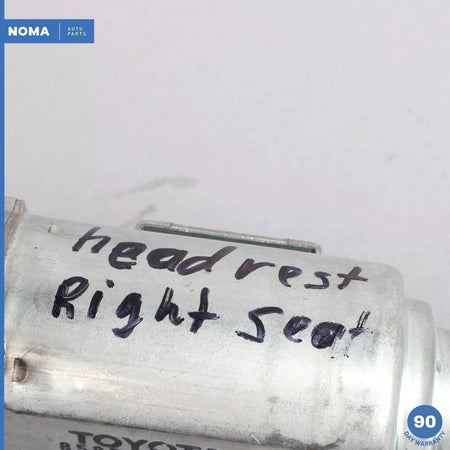 NOMA AUTO
PARTS
headrest
Right Seat
TOYOTA
90
DAY WARRANTY